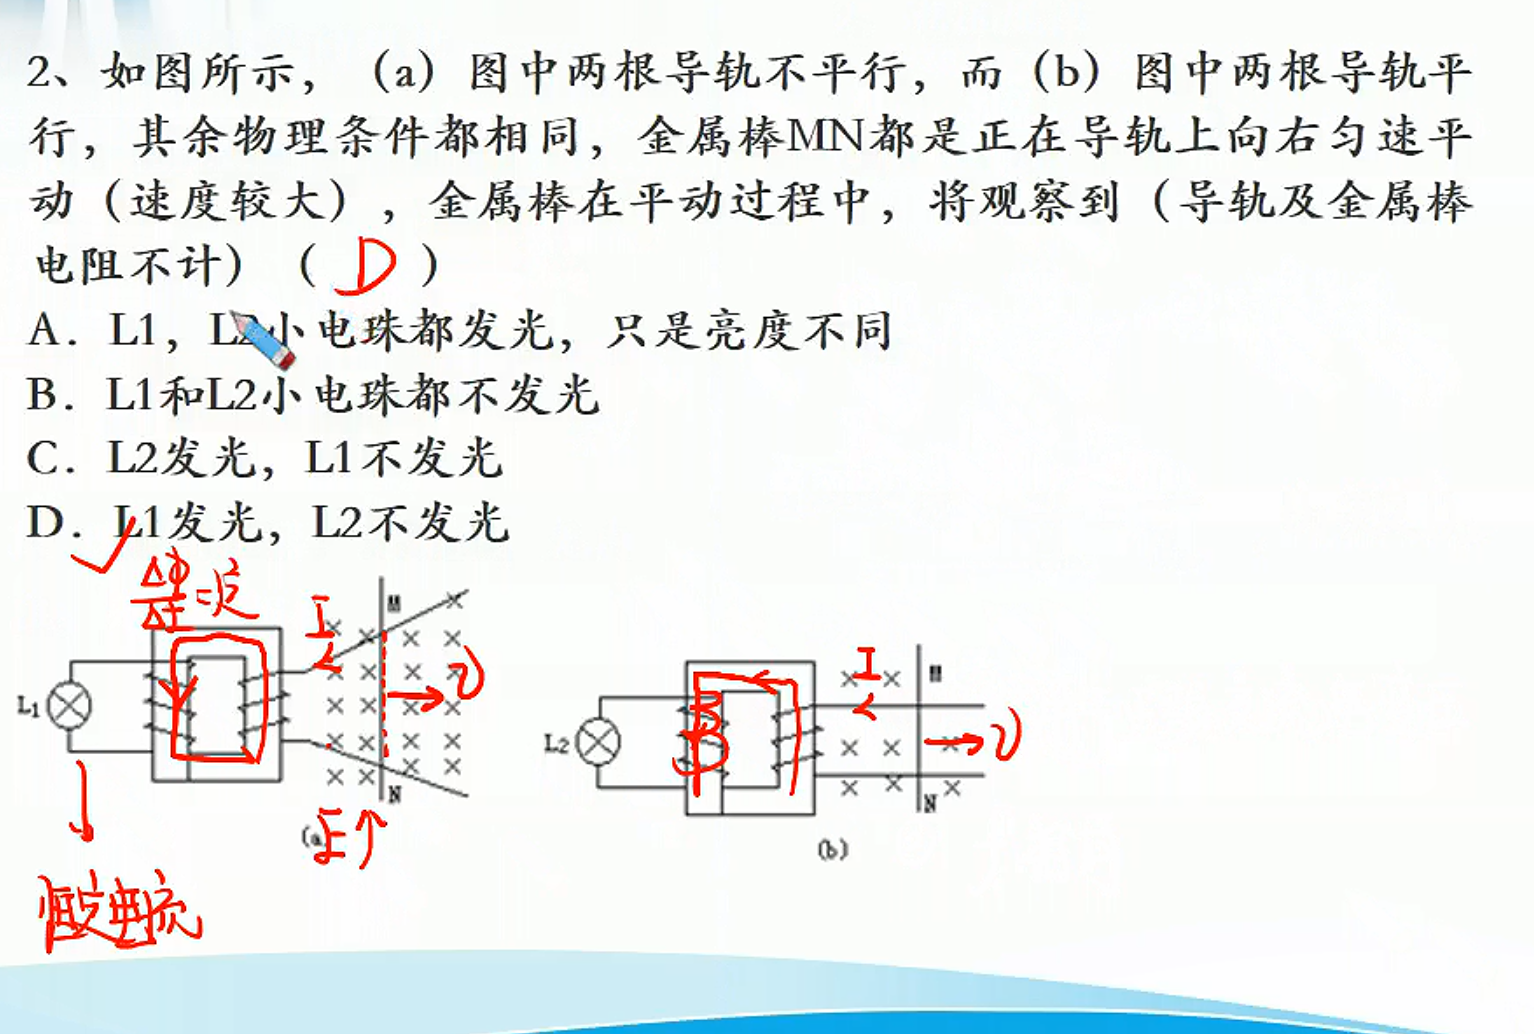 2、如图所示，（a）图中两根导轨不平行，而（b）图中两根导轨平
行，其余物理条件都相同，金属棒MN都是正在导轨上向右匀速平
动（速度较大），金属棒在平动过程中，将观察到（导轨及金属棒
电阻不计）（ D ）
A．L1，L2小电珠都发光，只是亮度不同
B．L1和L2小电珠都不发光
C．L2发光，L1不发光
D．L1发光，L2不发光
ΔΦ/Δt=定
I
M
v
L1
N
(a)
E↑
恒定电流
I
M
v
L2
N
(b)